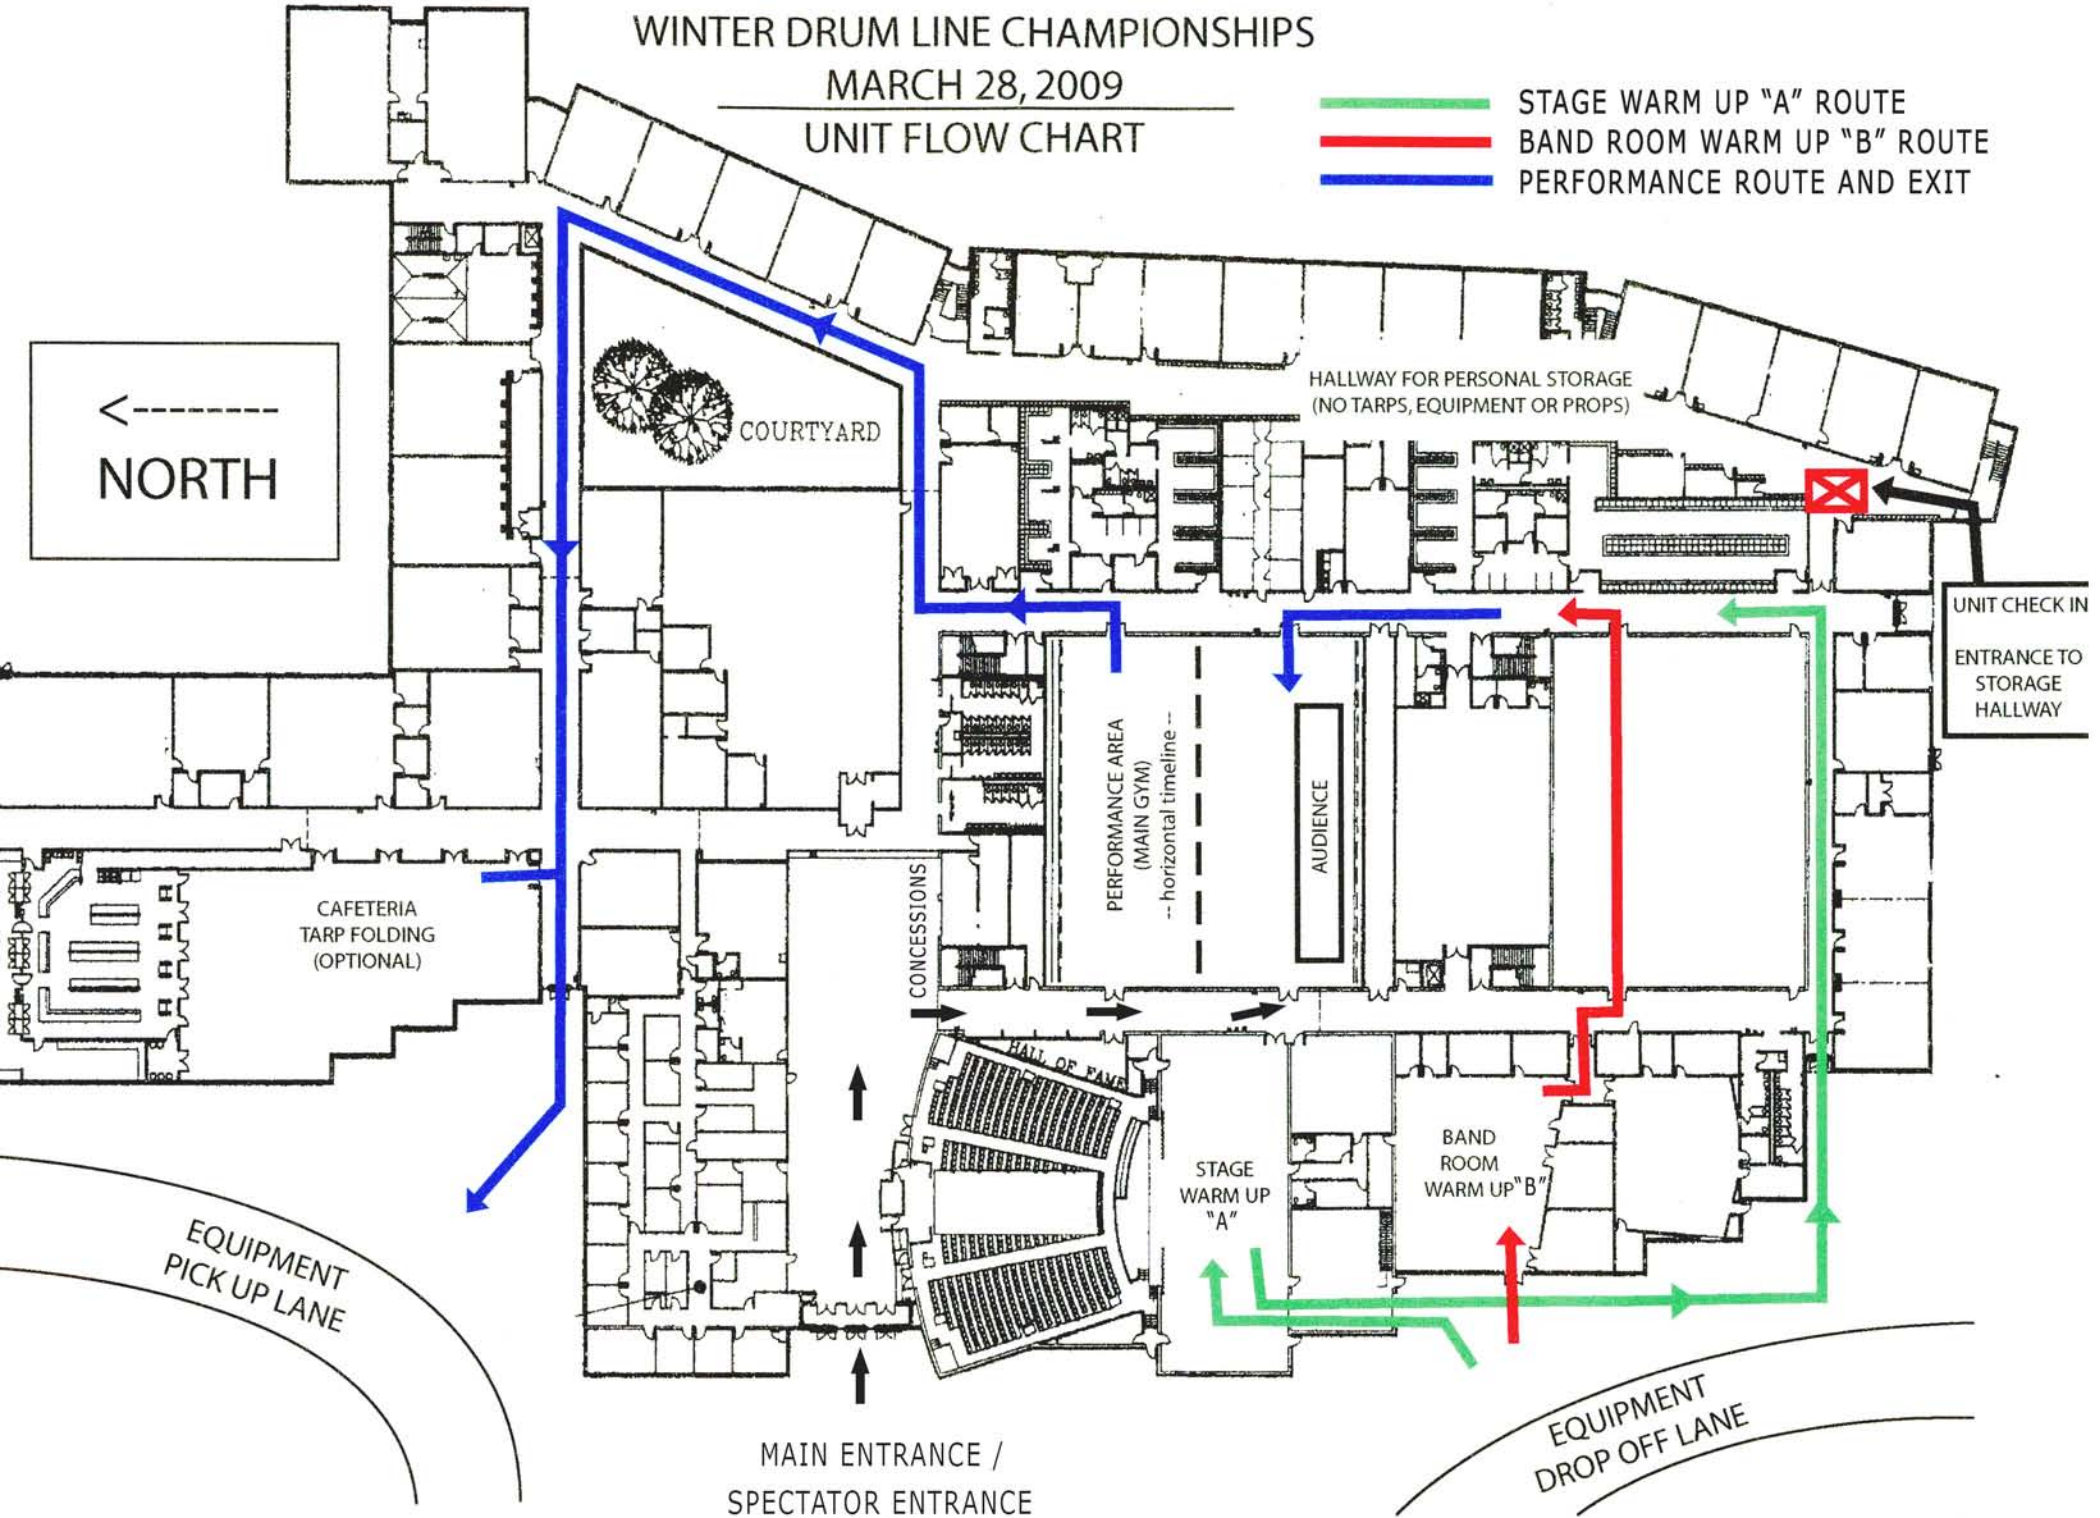 WINTER DRUM LINE CHAMPIONSHIPS
MARCH 28, 2009
UNIT FLOW CHART
STAGE WARM UP “A” ROUTE
BAND ROOM WARM UP “B” ROUTE
PERFORMANCE ROUTE AND EXIT
NORTH
COURTYARD
HALLWAY FOR PERSONAL STORAGE
(NO TARPS, EQUIPMENT OR PROPS)
UNIT CHECK IN
ENTRANCE TO
STORAGE
HALLWAY
PERFORMANCE AREA
(MAIN GYM)
-- horizontal timeline --
AUDIENCE
CONCESSIONS
CAFETERIA
TARP FOLDING
(OPTIONAL)
HALL OF FAME
STAGE
WARM UP
“A”
BAND
ROOM
WARM UP“B”
EQUIPMENT
PICK UP LANE
EQUIPMENT
DROP OFF LANE
MAIN ENTRANCE /
SPECTATOR ENTRANCE